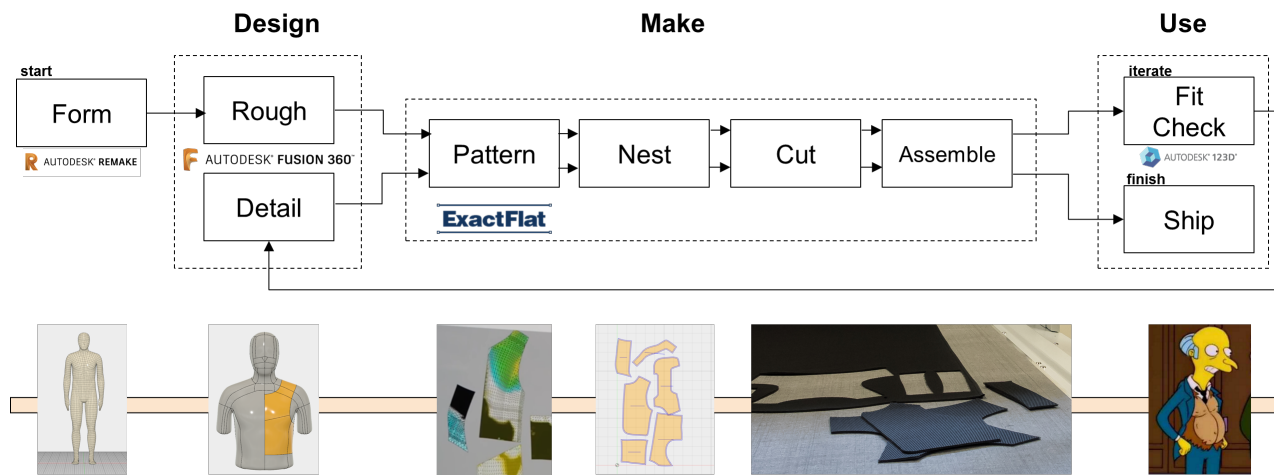 Design
Make
Use
start
Form
AUTODESK® REMAKE
Rough
AUTODESK® FUSION 360™
Detail
Pattern
ExactFlat
Nest
Cut
Assemble
iterate
Fit
Check
AUTODESK® 123D®
finish
Ship